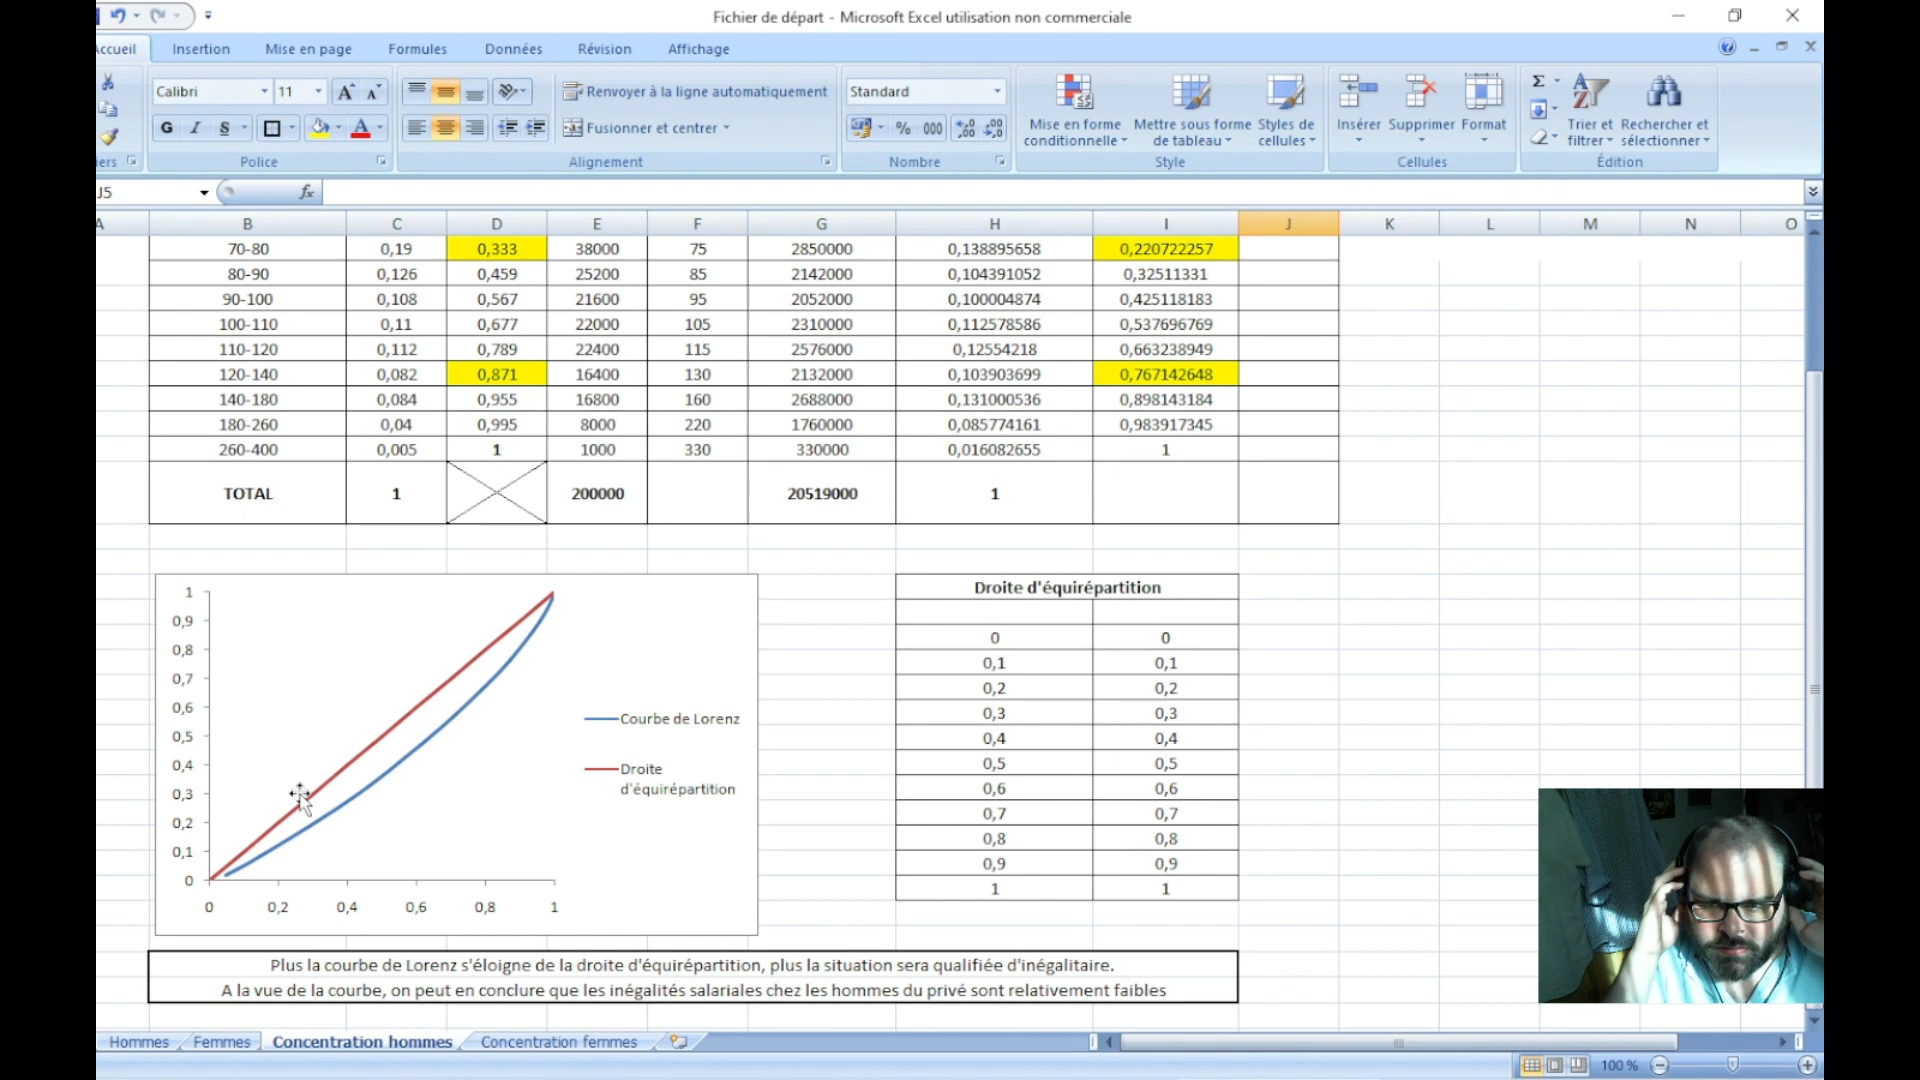 Fichier de départ - Microsoft Excel utilisation non commerciale
ccueil Insertion Mise en page Formules Données Révision Affichage
Calibri 11 A A Renvoyer à la ligne automatiquement Standard
G I S A Fusionner et centrer % 000
Mise en forme conditionnelle Mettre sous forme de tableau Styles de cellules Insérer Supprimer Format Σ Trier et filtrer Rechercher et sélectionner
iers Police Alignement Nombre Style Cellules Édition
J5 fx
A B C D E F G H I J K L M N O
70-80 0,19 0,333 38000 75 2850000 0,138895658 0,220722257
80-90 0,126 0,459 25200 85 2142000 0,104391052 0,32511331
90-100 0,108 0,567 21600 95 2052000 0,100004874 0,425118183
100-110 0,11 0,677 22000 105 2310000 0,112578586 0,537696769
110-120 0,112 0,789 22400 115 2576000 0,12554218 0,663238949
120-140 0,082 0,871 16400 130 2132000 0,103903699 0,767142648
140-180 0,084 0,955 16800 160 2688000 0,131000536 0,898143184
180-260 0,04 0,995 8000 220 1760000 0,085774161 0,983917345
260-400 0,005 1 1000 330 330000 0,016082655 1
TOTAL 1 200000 20519000 1
1
0,9
0,8
0,7
0,6
0,5
0,4
0,3
0,2
0,1
0
0 0,2 0,4 0,6 0,8 1
Courbe de Lorenz
Droite
d'équirépartition
Droite d'équirépartition
0 0
0,1 0,1
0,2 0,2
0,3 0,3
0,4 0,4
0,5 0,5
0,6 0,6
0,7 0,7
0,8 0,8
0,9 0,9
1 1
Plus la courbe de Lorenz s'éloigne de la droite d'équirépartition, plus la situation sera qualifiée d'inégalitaire.
A la vue de la courbe, on peut en conclure que les inégalités salariales chez les hommes du privé sont relativement faibles
Hommes Femmes Concentration hommes Concentration femmes
100 %